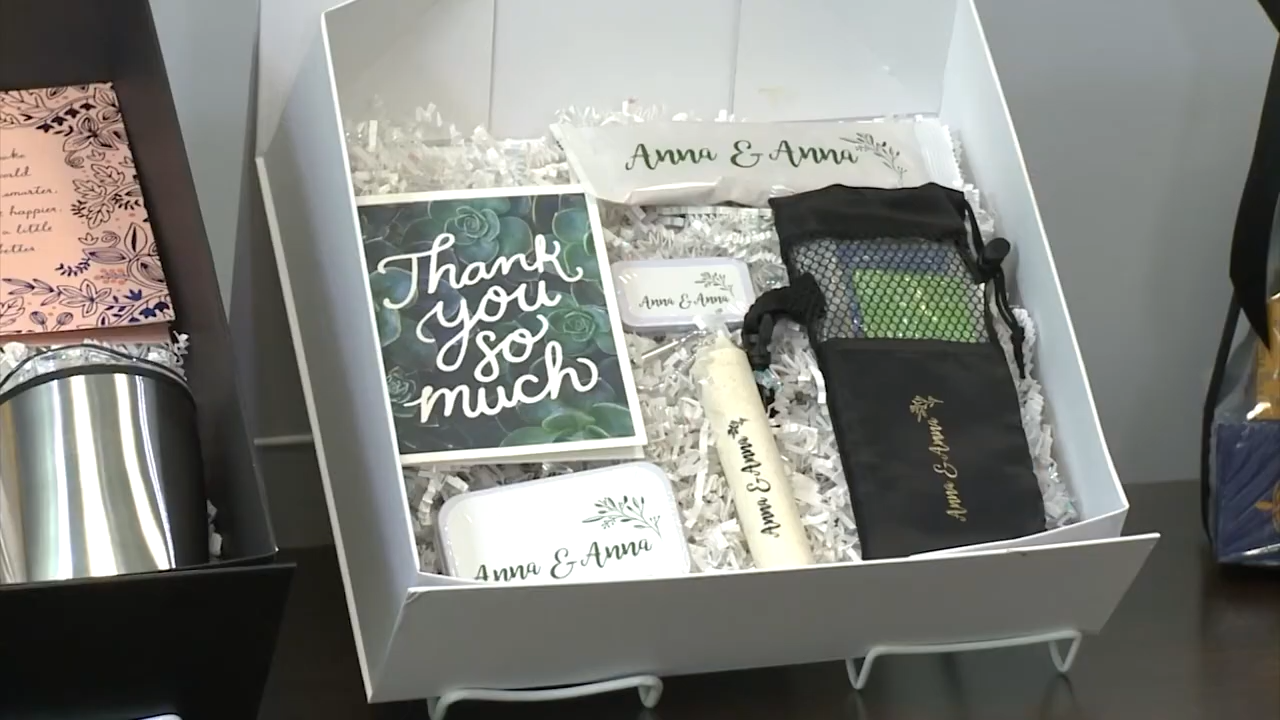 smarter.
happier.
a little
Anna & Anna
Thank
you
so
much
Anna & Anna
Anna & Anna
Anna & Anna
Anna & Anna